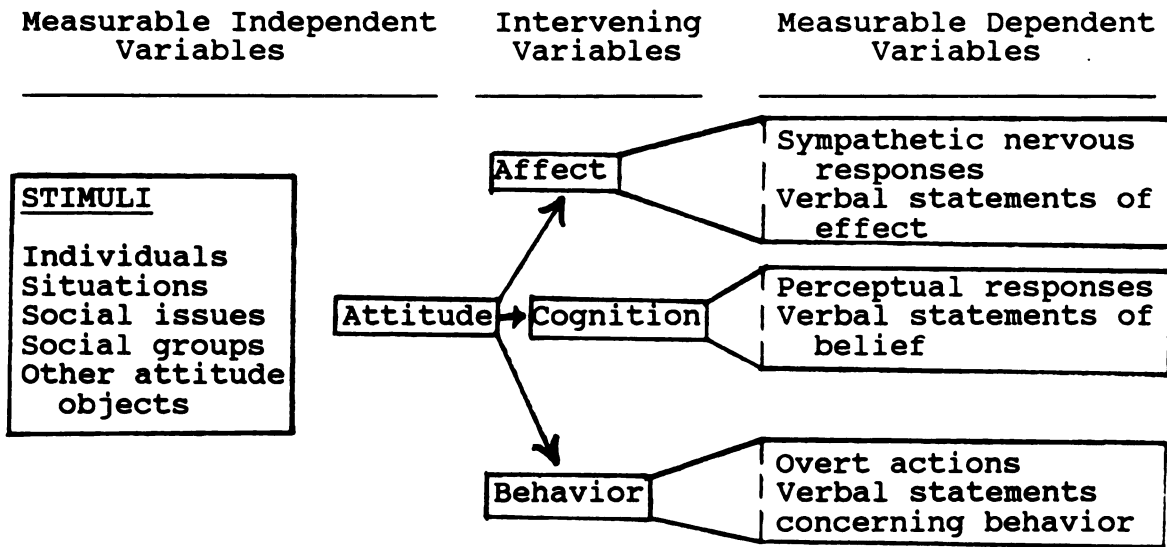 Measurable Independent
Variables
Intervening
Variables
Measurable Dependent
Variables
STIMULI
Individuals
Situations
Social issues
Social groups
Other attitude
objects
Attitude
Affect
Cognition
Behavior
Sympathetic nervous
responses
Verbal statements of
effect
Perceptual responses
Verbal statements of
belief
Overt actions
Verbal statements
concerning behavior